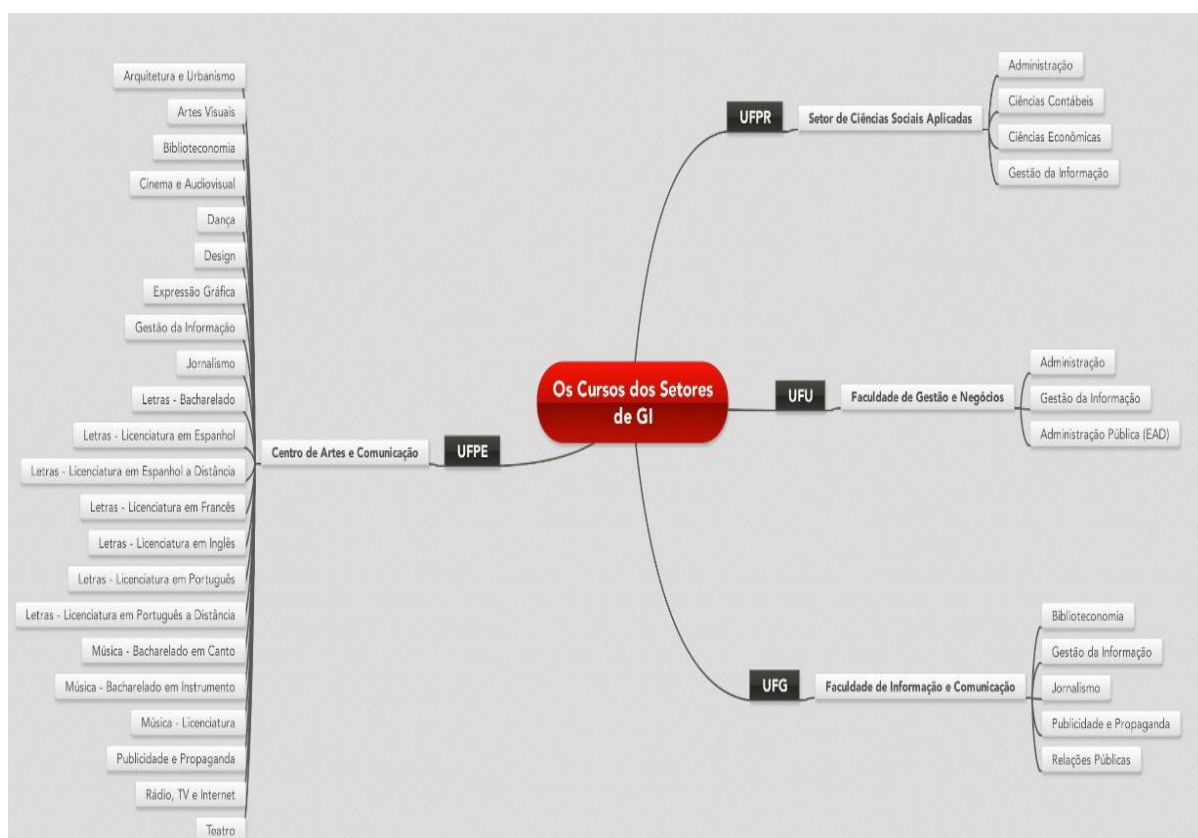 Os Cursos dos Setores
de GI
UFPR
Setor de Ciências Sociais Aplicadas
Administração
Ciências Contábeis
Ciências Econômicas
Gestão da Informação
UFU
Faculdade de Gestão e Negócios
Administração
Gestão da Informação
Administração Pública (EAD)
UFG
Faculdade de Informação e Comunicação
Biblioteconomia
Gestão da Informação
Jornalismo
Publicidade e Propaganda
Relações Públicas
UFPE
Centro de Artes e Comunicação
Arquitetura e Urbanismo
Artes Visuais
Biblioteconomia
Cinema e Audiovisual
Dança
Design
Expressão Gráfica
Gestão da Informação
Jornalismo
Letras - Bacharelado
Letras - Licenciatura em Espanhol
Letras - Licenciatura em Espanhol a Distância
Letras - Licenciatura em Francês
Letras - Licenciatura em Inglês
Letras - Licenciatura em Português
Letras - Licenciatura em Português a Distância
Música - Bacharelado em Canto
Música - Bacharelado em Instrumento
Música - Licenciatura
Publicidade e Propaganda
Rádio, TV e Internet
Teatro